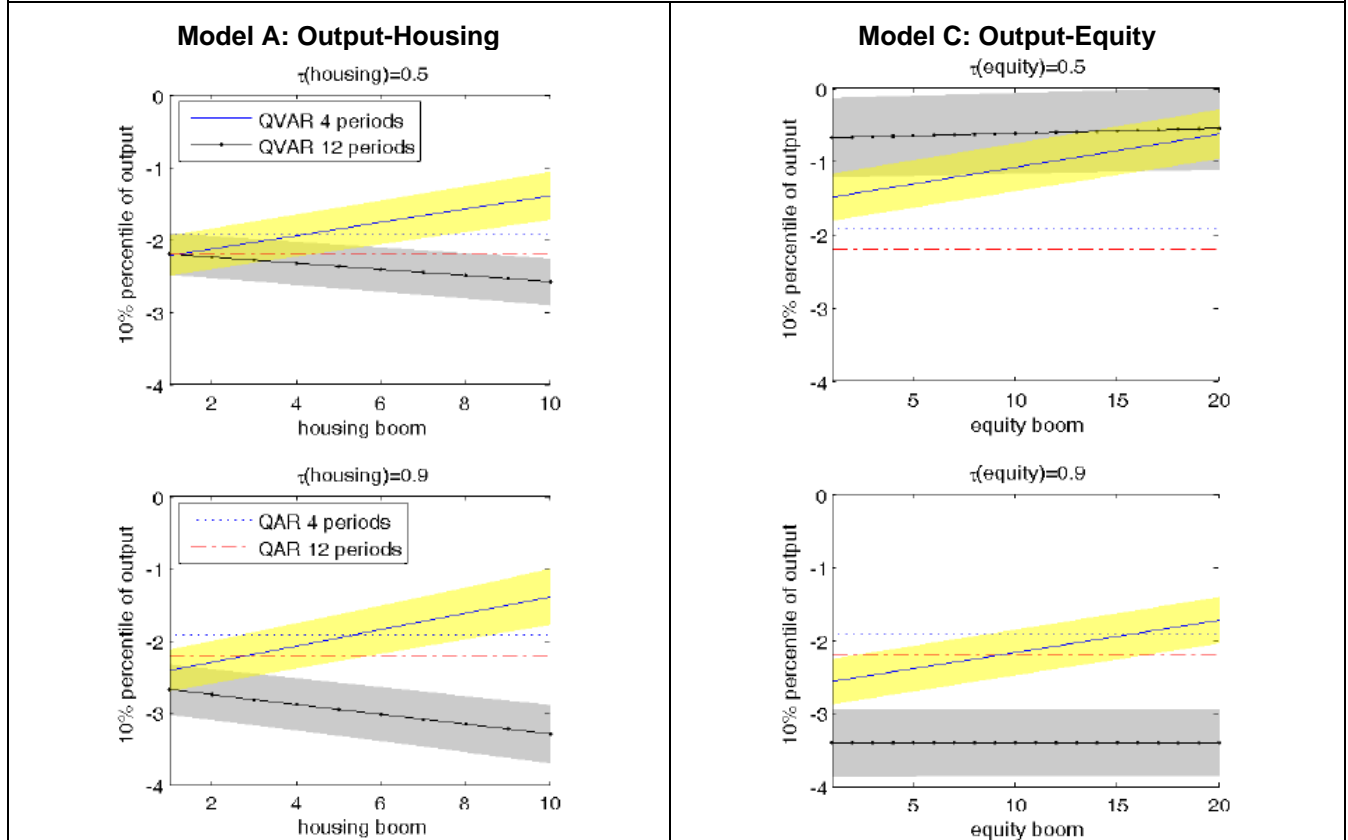 Model A: Output-Housing
τ(housing)=0.5
0
-1
-2
-3
-4
10% percentile of output
QVAR 4 periods
QVAR 12 periods
2 4 6 8 10
housing boom
τ(housing)=0.9
0
-1
-2
-3
-4
10% percentile of output
QAR 4 periods
QAR 12 periods
2 4 6 8 10
housing boom
Model C: Output-Equity
τ(equity)=0.5
0
-1
-2
-3
-4
10% percentile of output
5 10 15 20
equity boom
τ(equity)=0.9
0
-1
-2
-3
-4
10% percentile of output
5 10 15 20
equity boom